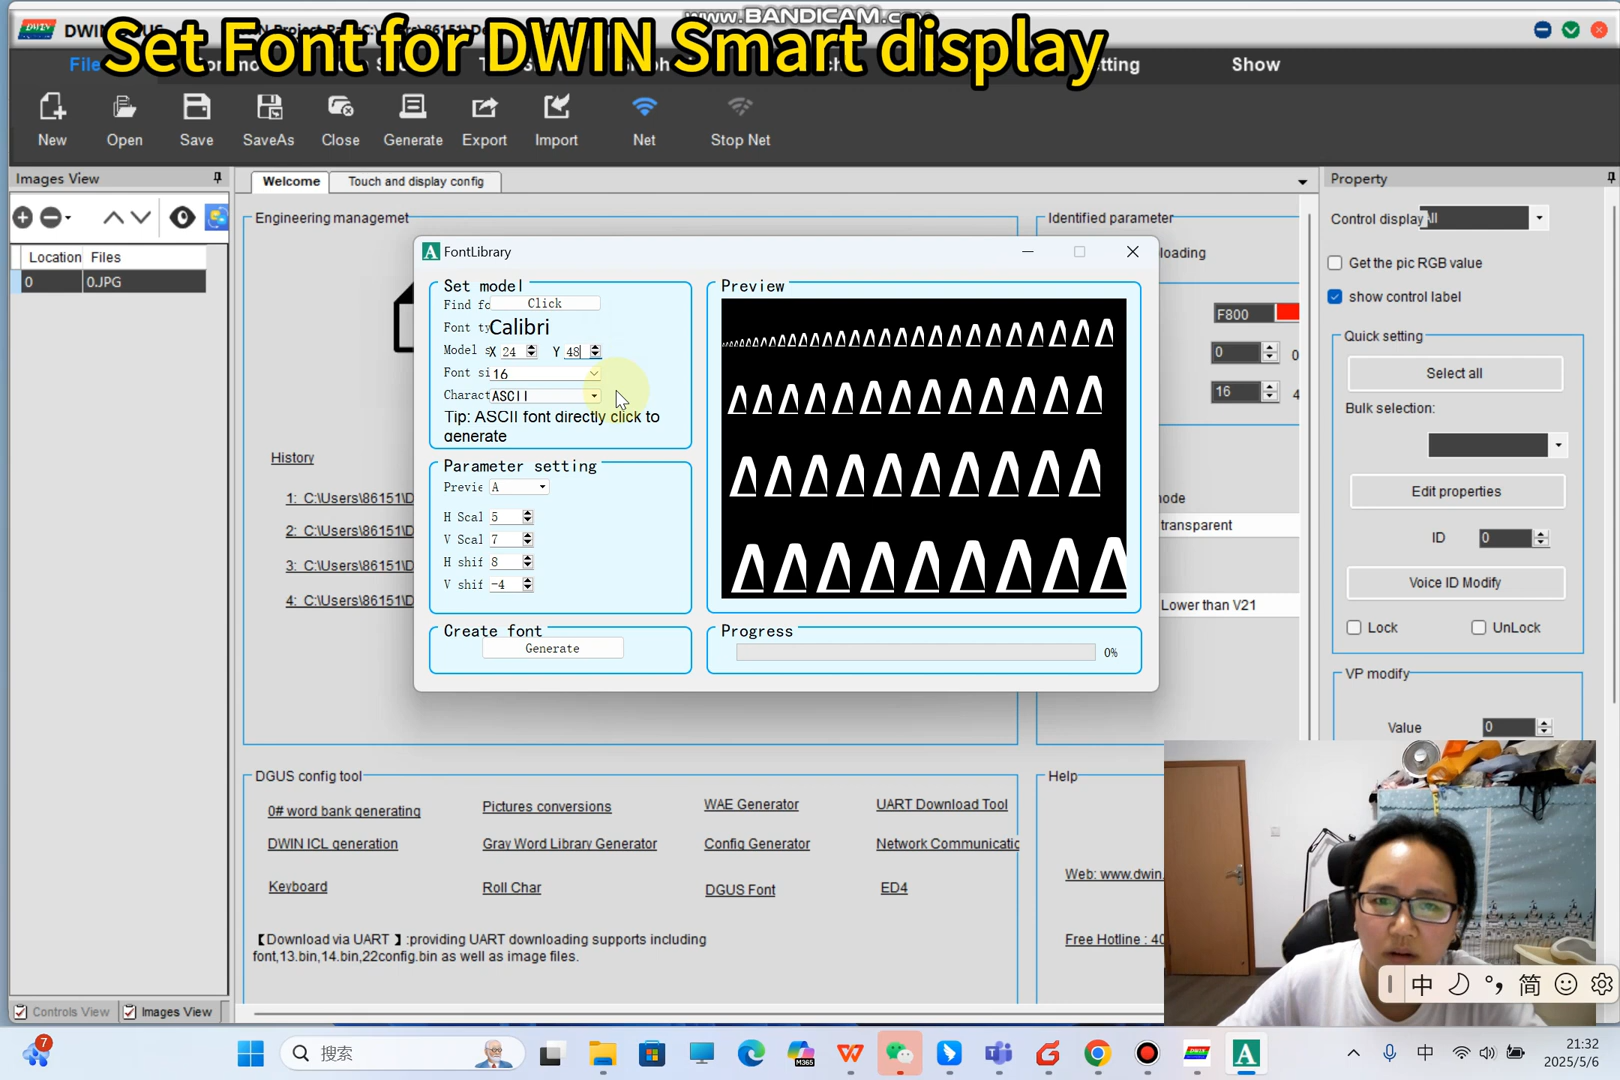 www.BANDICAM.com
Set Font for DWIN Smart display
File
Show
New
Open
Save
SaveAs
Close
Generate
Export
Import
Net
Stop Net
Images View
Welcome
Touch and display config
Property
Location Files
0 0.JPG
Engineering managemet
Identified parameter
Control display All
Get the pic RGB value
show control label
Quick setting
Select all
Bulk selection:
Edit properties
ID 0
Voice ID Modify
Lock
UnLock
VP modify
Value 0
F800
0
16
transparent
Lower than V21
History
1: C:\Users\86151\D
2: C:\Users\86151\D
3: C:\Users\86151\D
4: C:\Users\86151\D
FontLibrary
Set model
Find fo Click
Font ty Calibri
Model s X 24 Y 48
Font si 16
Charact ASCII
Tip: ASCII font directly click to
generate
Parameter setting
Previe A
H Scal 5
V Scal 7
H shif 8
V shif -4
Create font
Generate
Preview
Progress
0%
DGUS config tool
0# word bank generating
Pictures conversions
WAE Generator
UART Download Tool
DWIN ICL generation
Gray Word Library Generator
Config Generator
Network Communicatic
Keyboard
Roll Char
DGUS Font
ED4
【Download via UART 】:providing UART downloading supports including
font,13.bin,14.bin,22config.bin as well as image files.
Help
Web: www.dwin.
Free Hotline : 40
Controls View
Images View
中 简
7
搜索
M365
中
21:32
2025/5/6